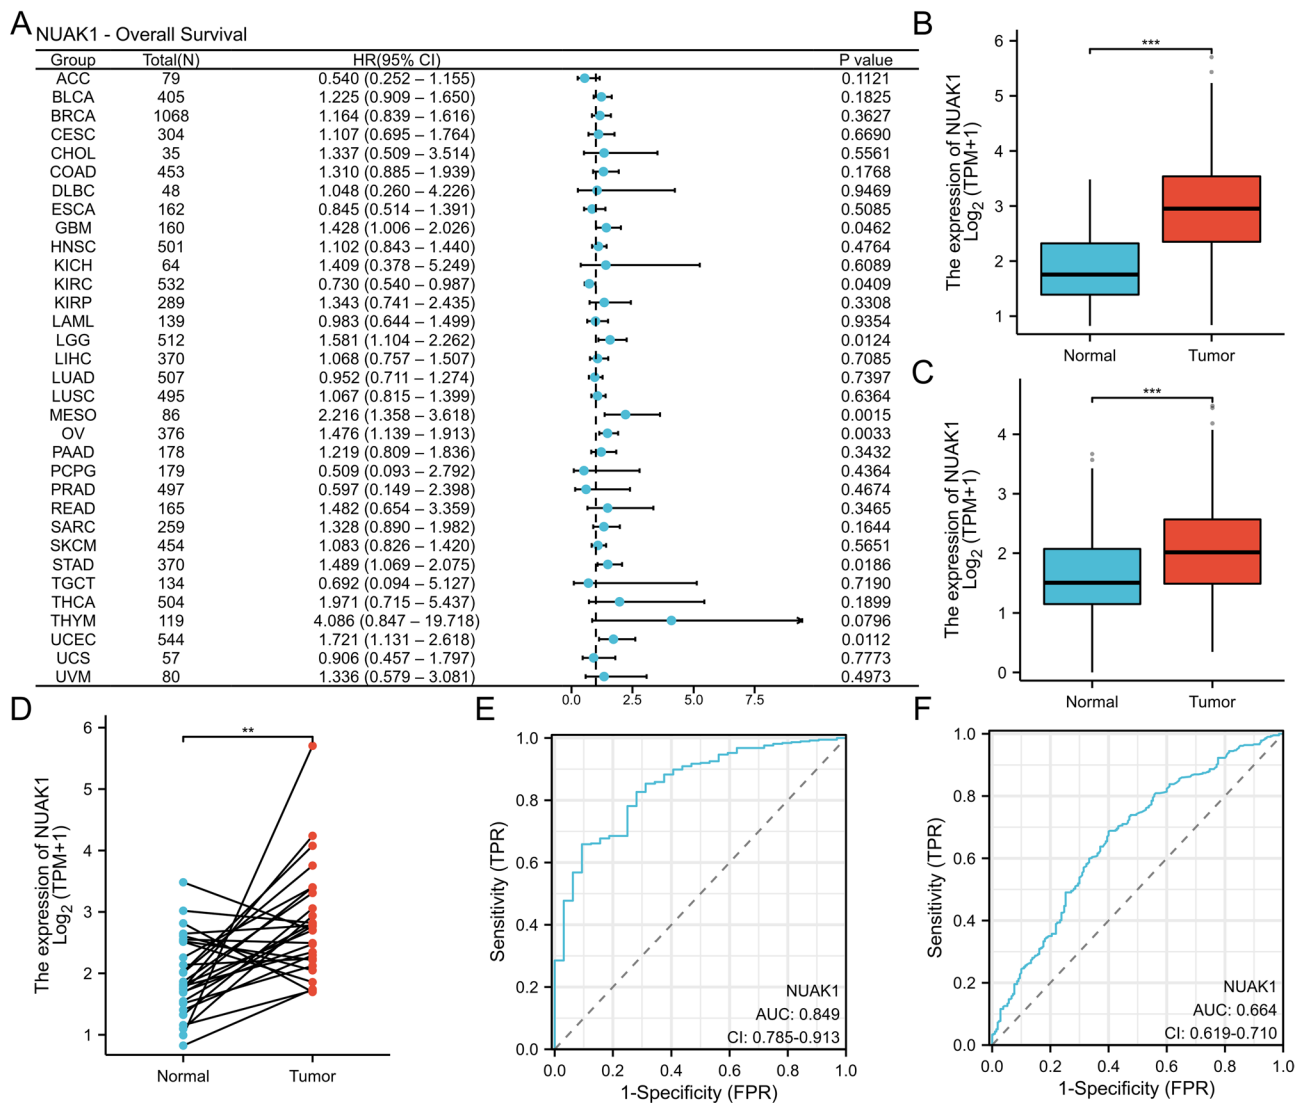 A
NUAK1 - Overall Survival
Group Total(N) HR(95% CI) P value
ACC 79 0.540 (0.252 – 1.155) 0.1121
BLCA 405 1.225 (0.909 – 1.650) 0.1825
BRCA 1068 1.164 (0.839 – 1.616) 0.3627
CESC 304 1.107 (0.695 – 1.764) 0.6690
CHOL 35 1.337 (0.509 – 3.514) 0.5561
COAD 453 1.310 (0.885 – 1.939) 0.1768
DLBC 48 1.048 (0.260 – 4.226) 0.9469
ESCA 162 0.845 (0.514 – 1.391) 0.5085
GBM 160 1.428 (1.006 – 2.026) 0.0462
HNSC 501 1.102 (0.843 – 1.440) 0.4764
KICH 64 1.409 (0.378 – 5.249) 0.6089
KIRC 532 0.730 (0.540 – 0.987) 0.0409
KIRP 289 1.343 (0.741 – 2.435) 0.3308
LAML 139 0.983 (0.644 – 1.499) 0.9354
LGG 512 1.581 (1.104 – 2.262) 0.0124
LIHC 370 1.068 (0.757 – 1.507) 0.7085
LUAD 507 0.952 (0.711 – 1.274) 0.7397
LUSC 495 1.067 (0.815 – 1.399) 0.6364
MESO 86 2.216 (1.358 – 3.618) 0.0015
OV 376 1.476 (1.139 – 1.913) 0.0033
PAAD 178 1.219 (0.809 – 1.836) 0.3432
PCPG 179 0.509 (0.093 – 2.792) 0.4364
PRAD 497 0.597 (0.149 – 2.398) 0.4674
READ 165 1.482 (0.654 – 3.359) 0.3465
SARC 259 1.328 (0.890 – 1.982) 0.1644
SKCM 454 1.083 (0.826 – 1.420) 0.5651
STAD 370 1.489 (1.069 – 2.075) 0.0186
TGCT 134 0.692 (0.094 – 5.127) 0.7190
THCA 504 1.971 (0.715 – 5.437) 0.1899
THYM 119 4.086 (0.847 – 19.718) 0.0796
UCEC 544 1.721 (1.131 – 2.618) 0.0112
UCS 57 0.906 (0.457 – 1.797) 0.7773
UVM 80 1.336 (0.579 – 3.081) 0.4973
0.0 2.5 5.0 7.5
B
The expression of NUAK1
Log2 (TPM+1)
***
6
5
4
3
2
1
Normal Tumor
C
The expression of NUAK1
Log2 (TPM+1)
***
4
3
2
1
0
Normal Tumor
D
The expression of NUAK1
Log2 (TPM+1)
**
6
5
4
3
2
1
Normal Tumor
E
Sensitivity (TPR)
1.0
0.8
0.6
0.4
0.2
0.0
NUAK1
AUC: 0.849
CI: 0.785-0.913
0.0 0.2 0.4 0.6 0.8 1.0
1-Specificity (FPR)
F
Sensitivity (TPR)
1.0
0.8
0.6
0.4
0.2
0.0
NUAK1
AUC: 0.664
CI: 0.619-0.710
0.0 0.2 0.4 0.6 0.8 1.0
1-Specificity (FPR)